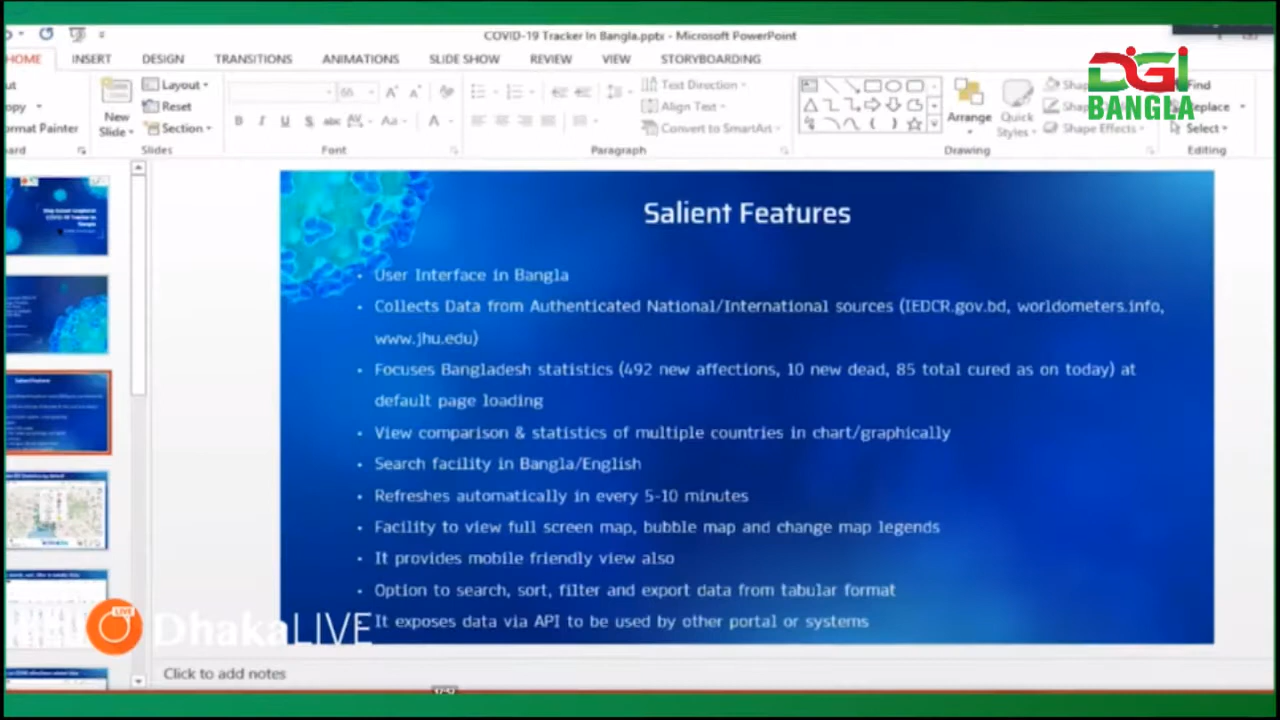 COVID-19 Tracker In Bangla.pptx - Microsoft PowerPoint
HOME INSERT DESIGN TRANSITIONS ANIMATIONS SLIDE SHOW REVIEW VIEW STORYBOARDING
DGI
BANGLA
Layout
Reset
Section
New
Slide
Format Painter
Slides
Font
Text Direction
Align Text
Convert to SmartArt
Paragraph
Arrange
Quick
Styles
Shape Effects
Drawing
Find
Replace
Select
Editing
Salient Features
• User Interface in Bangla
• Collects Data from Authenticated National/International sources (IEDCR.gov.bd, worldometers.info,
www.jhu.edu)
• Focuses Bangladesh statistics (492 new affections, 10 new dead, 85 total cured as on today) at
default page loading
• View comparison & statistics of multiple countries in chart/graphically
• Search facility in Bangla/English
• Refreshes automatically in every 5-10 minutes
• Facility to view full screen map, bubble map and change map legends
• It provides mobile friendly view also
• Option to search, sort, filter and export data from tabular format
• It exposes data via API to be used by other portal or systems
LIVE
DhakaLIVE
Click to add notes